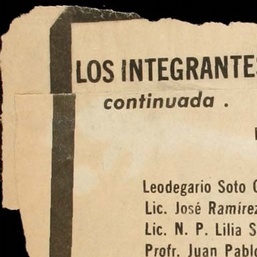 LOS INTEGRANTES
continuada .
Leodegario Soto
Lic. José Ramírez
Lic. N. P. Lilia
Profr. Juan Pablo